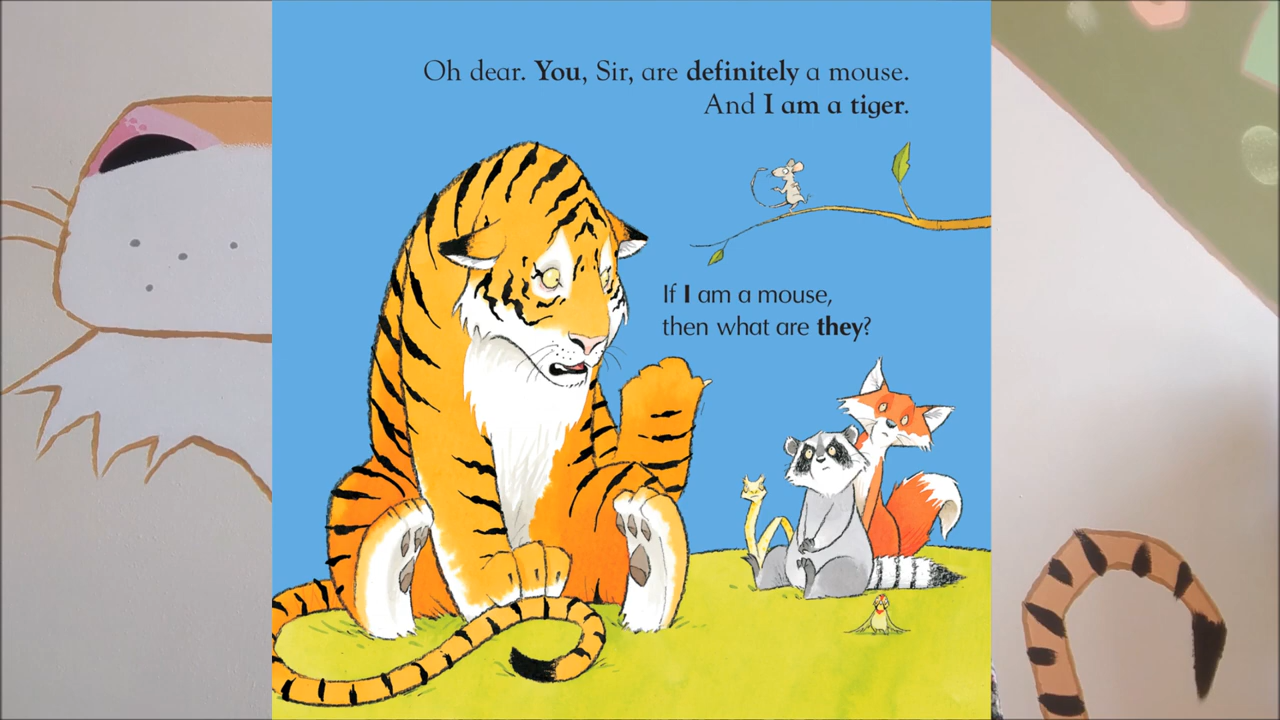 Oh dear. You, Sir, are definitely a mouse.
And I am a tiger.
If I am a mouse,
then what are they?